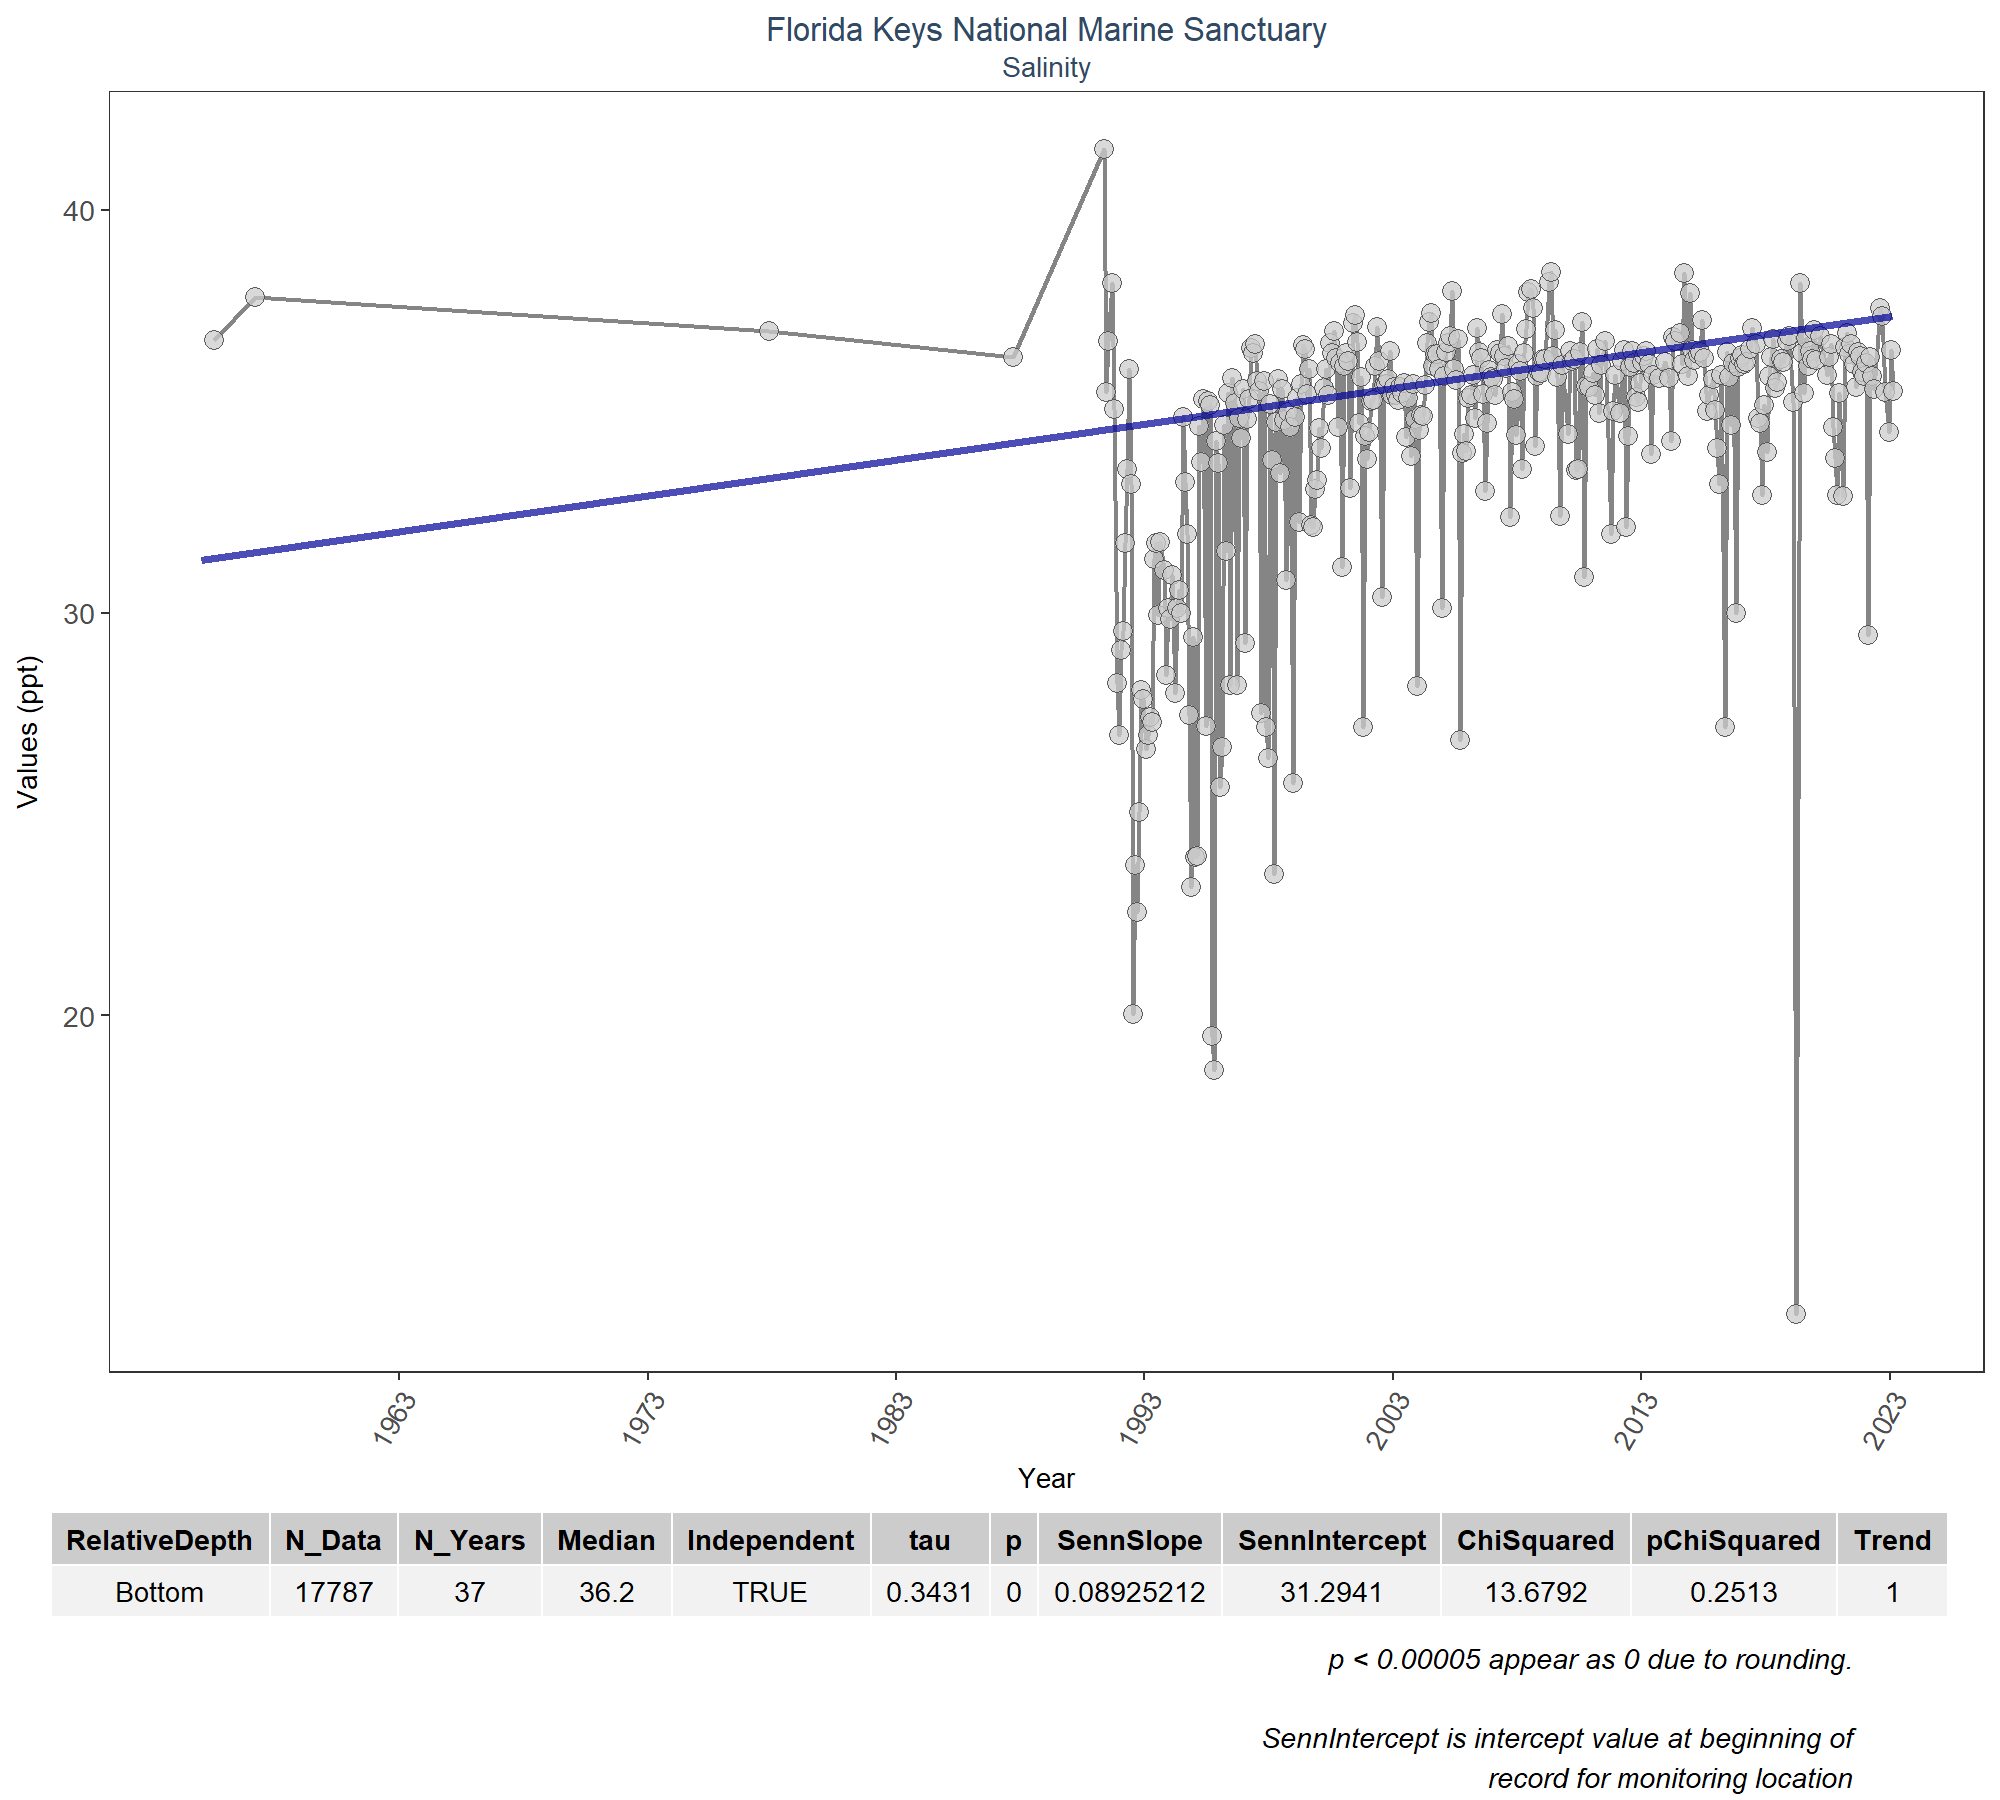 Florida Keys National Marine Sanctuary
Salinity
40
30
20
Values (ppt)
1963 1973 1983 1993 2003 2013 2023
Year
RelativeDepth N_Data N_Years Median Independent tau p SennSlope SennIntercept ChiSquared pChiSquared Trend
Bottom 17787 37 36.2 TRUE 0.3431 0 0.08925212 31.2941 13.6792 0.2513 1
p < 0.00005 appear as 0 due to rounding.
SennIntercept is intercept value at beginning of
record for monitoring location